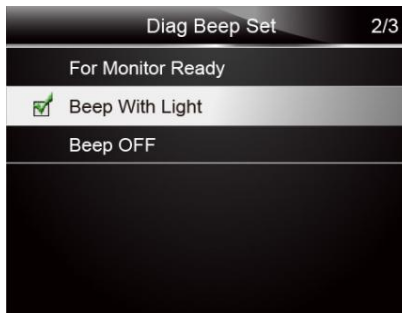 Diag Beep Set 2/3
For Monitor Ready
Beep With Light
Beep OFF